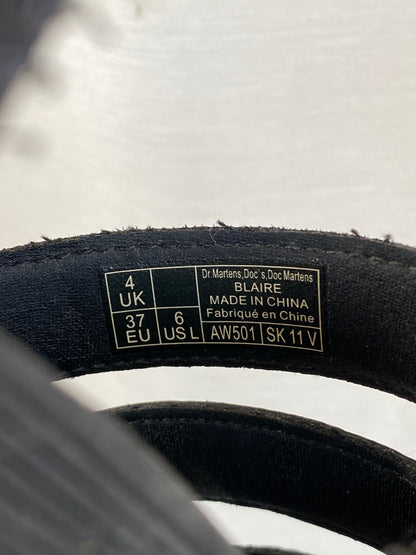 4
UK
37
EU
6
US L
Dr.Martens,Doc's,Doc Martens
BLAIRE
MADE IN CHINA
Fabriqué en Chine
AW501
SK 11 V